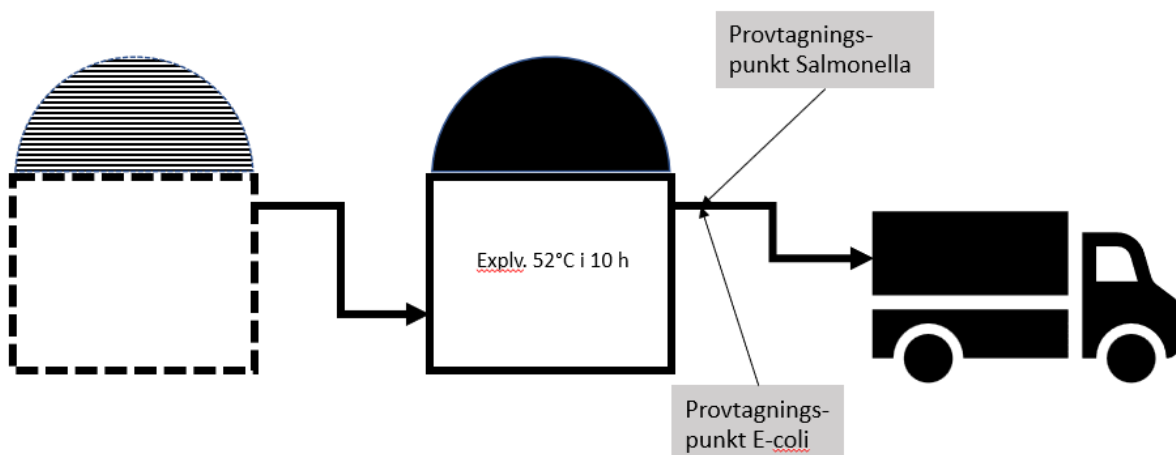 Provtagnings-
punkt Salmonella
Explv. 52°C i 10 h
Provtagnings-
punkt E-coli